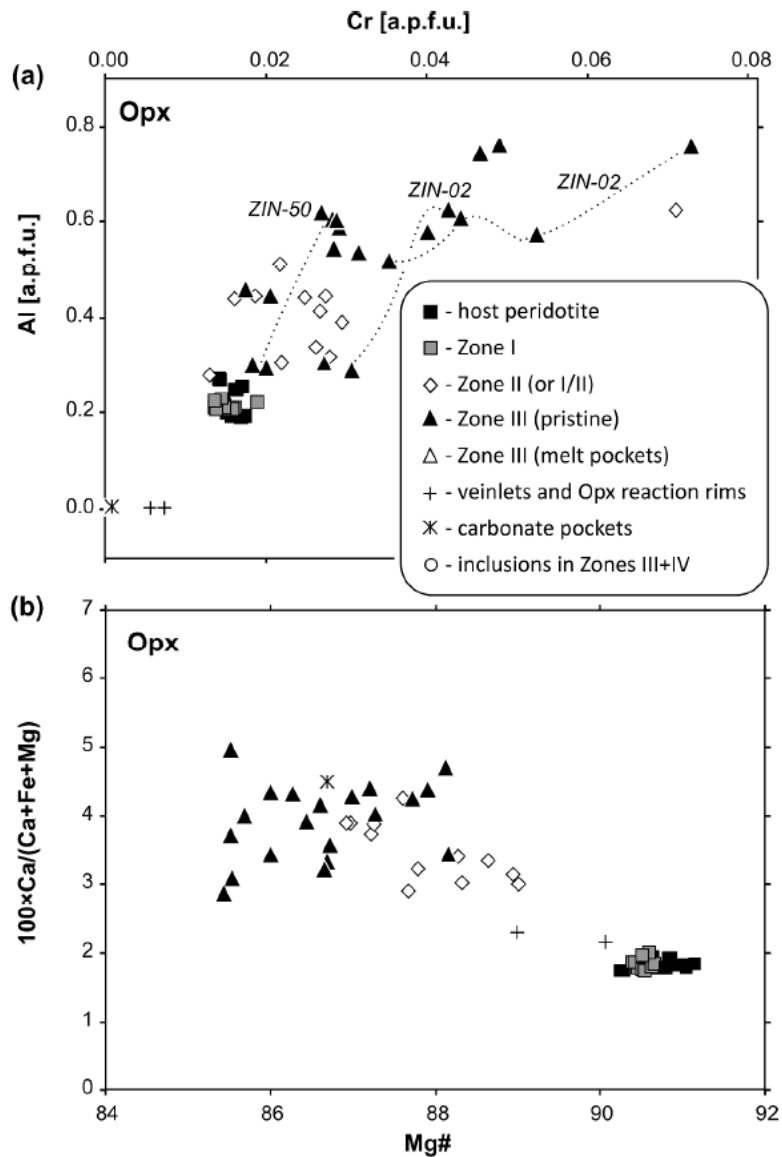 Cr [a.p.f.u.]
(a)
0.00 0.02 0.04 0.06 0.08
Opx
Al [a.p.f.u.]
0.8
0.6
0.4
0.2
0.0
ZIN-50
ZIN-02
ZIN-02
- host peridotite
- Zone I
- Zone II (or I/II)
- Zone III (pristine)
- Zone III (melt pockets)
- veinlets and Opx reaction rims
- carbonate pockets
- inclusions in Zones III+IV
(b)
Opx
100×Ca/(Ca+Fe+Mg)
7
6
5
4
3
2
1
0
84 86 88 90 92
Mg#